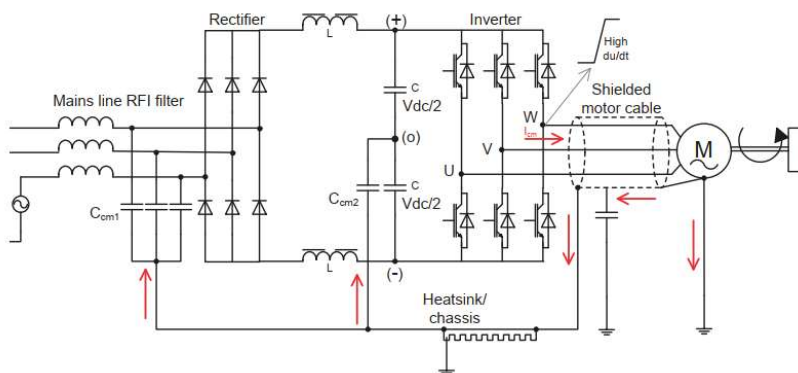 Rectifier
L
(+)
Inverter
High
du/dt
Mains line RFI filter
C
Vdc/2
Shielded
motor cable
W
Icm
(o)
V
M
U
Ccm1
Ccm2
C
Vdc/2
L
(-)
Heatsink/
chassis